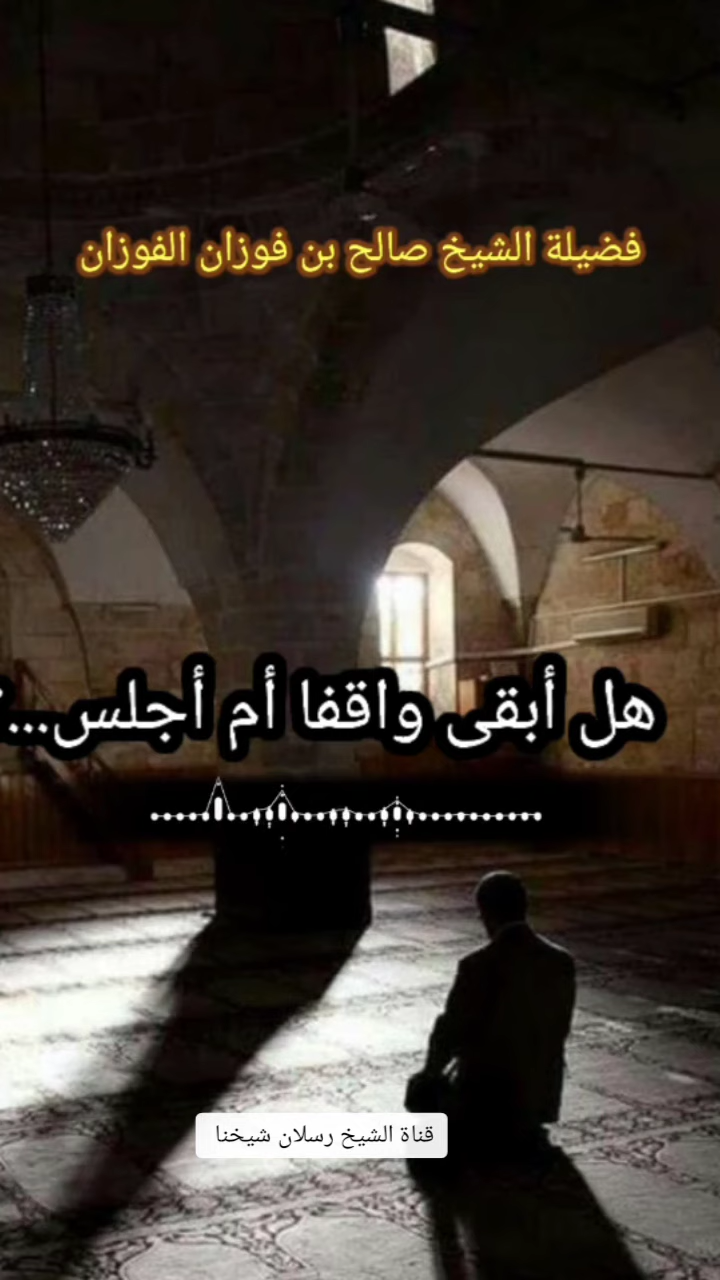 فضيلة الشيخ صالح بن فوزان الفوزان
هل أبقى واقفا أم أجلس...
قناة الشيخ رسلان شيخنا